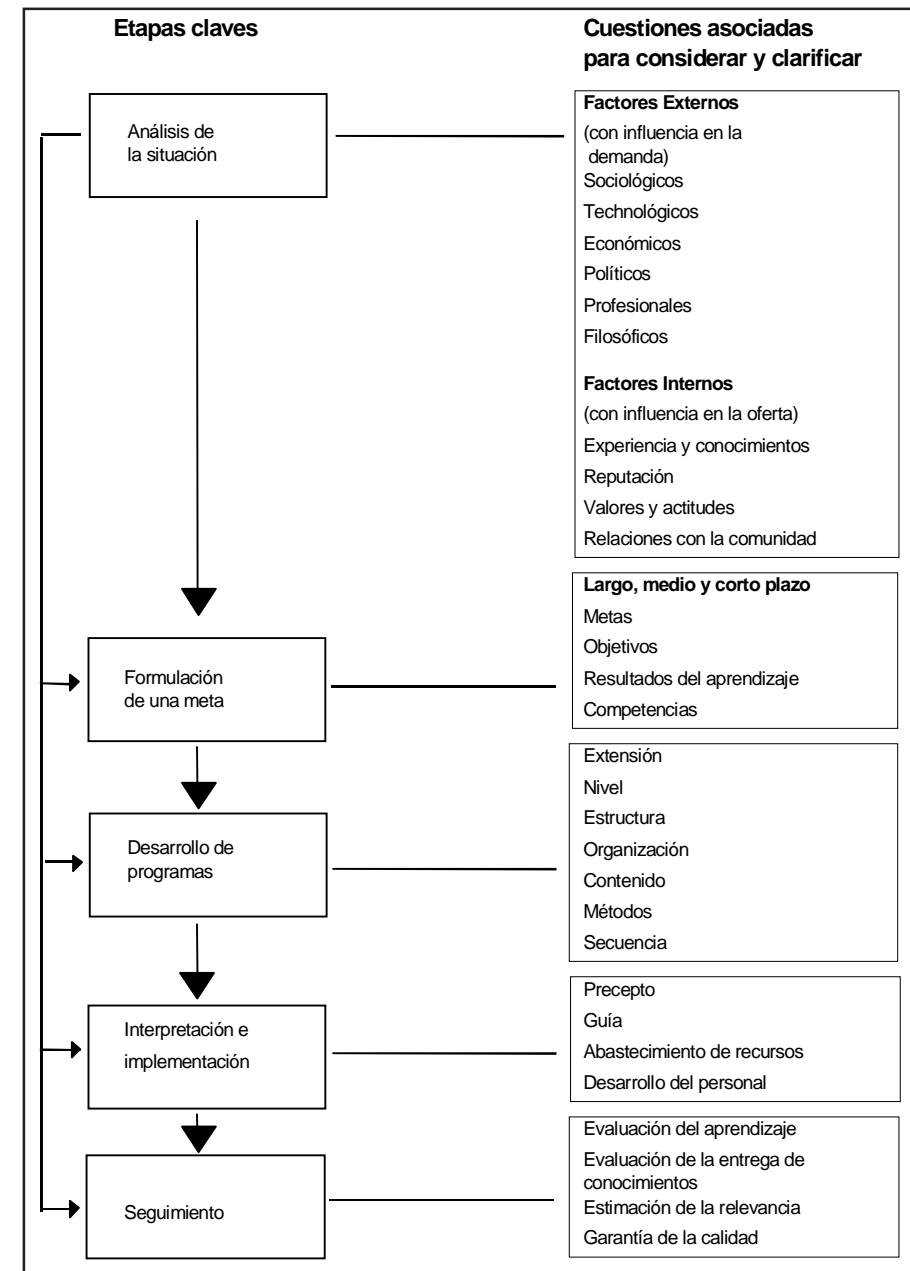 Etapas claves
Cuestiones asociadas
para considerar y clarificar
Análisis de
la situación
Factores Externos
(con influencia en la
demanda)
Sociológicos
Technológicos
Económicos
Políticos
Profesionales
Filosóficos
Factores Internos
(con influencia en la oferta)
Experiencia y conocimientos
Reputación
Valores y actitudes
Relaciones con la comunidad
Formulación
de una meta
Largo, medio y corto plazo
Metas
Objetivos
Resultados del aprendizaje
Competencias
Desarrollo de
programas
Extensión
Nivel
Estructura
Organización
Contenido
Métodos
Secuencia
Interpretación e
implementación
Precepto
Guía
Abastecimiento de recursos
Desarrollo del personal
Seguimiento
Evaluación del aprendizaje
Evaluación de la entrega de
conocimientos
Estimación de la relevancia
Garantía de la calidad